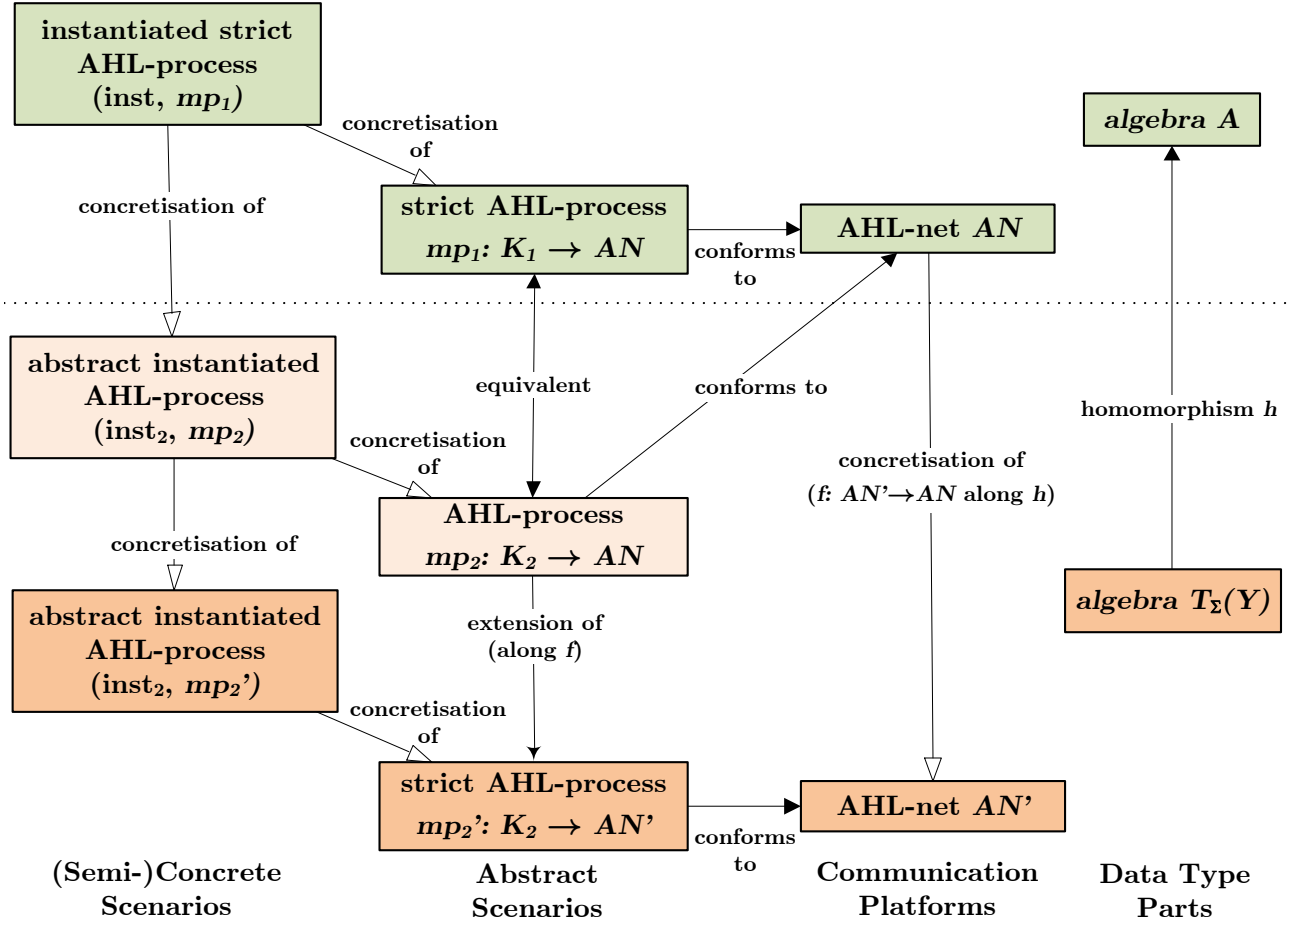 instantiated strict
AHL-process
(inst, mp₁)
concretisation
of
algebra A
concretisation of
strict AHL-process
mp₁: K₁ → AN
AHL-net AN
conforms
to
abstract instantiated
AHL-process
(inst₂, mp₂)
equivalent
conforms to
homomorphism h
concretisation
of
concretisation of
(f: AN'→AN along h)
AHL-process
mp₂: K₂ → AN
concretisation of
algebra T_Σ(Y)
abstract instantiated
AHL-process
(inst₂, mp₂')
extension of
(along f)
concretisation
of
strict AHL-process
mp₂': K₂ → AN'
AHL-net AN'
conforms
to
(Semi-)Concrete
Scenarios
Abstract
Scenarios
Communication
Platforms
Data Type
Parts